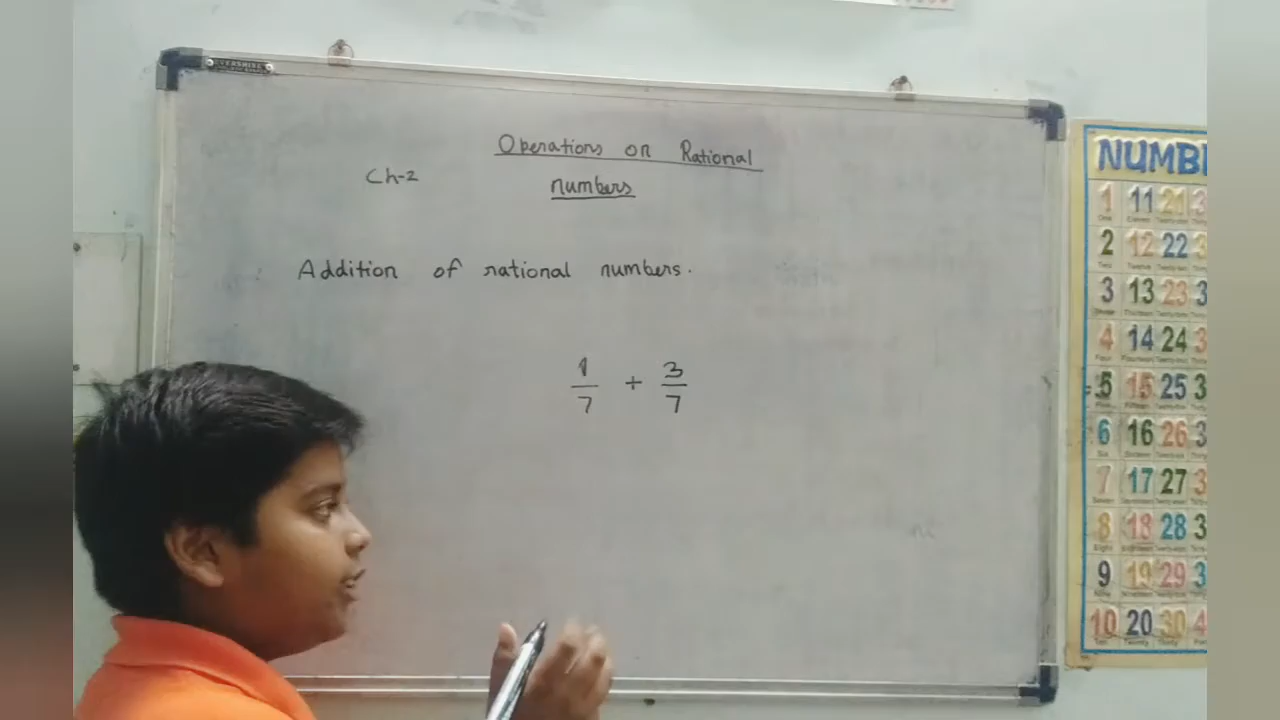 Operations on Rational
Ch-2
numbers
Addition of rational numbers.
1/7 + 3/7
NUMB
1 11 21
2 12 22
3 13 23
4 14 24
5 15 25
6 16 26
7 17 27
8 18 28
9 19 29
10 20 30